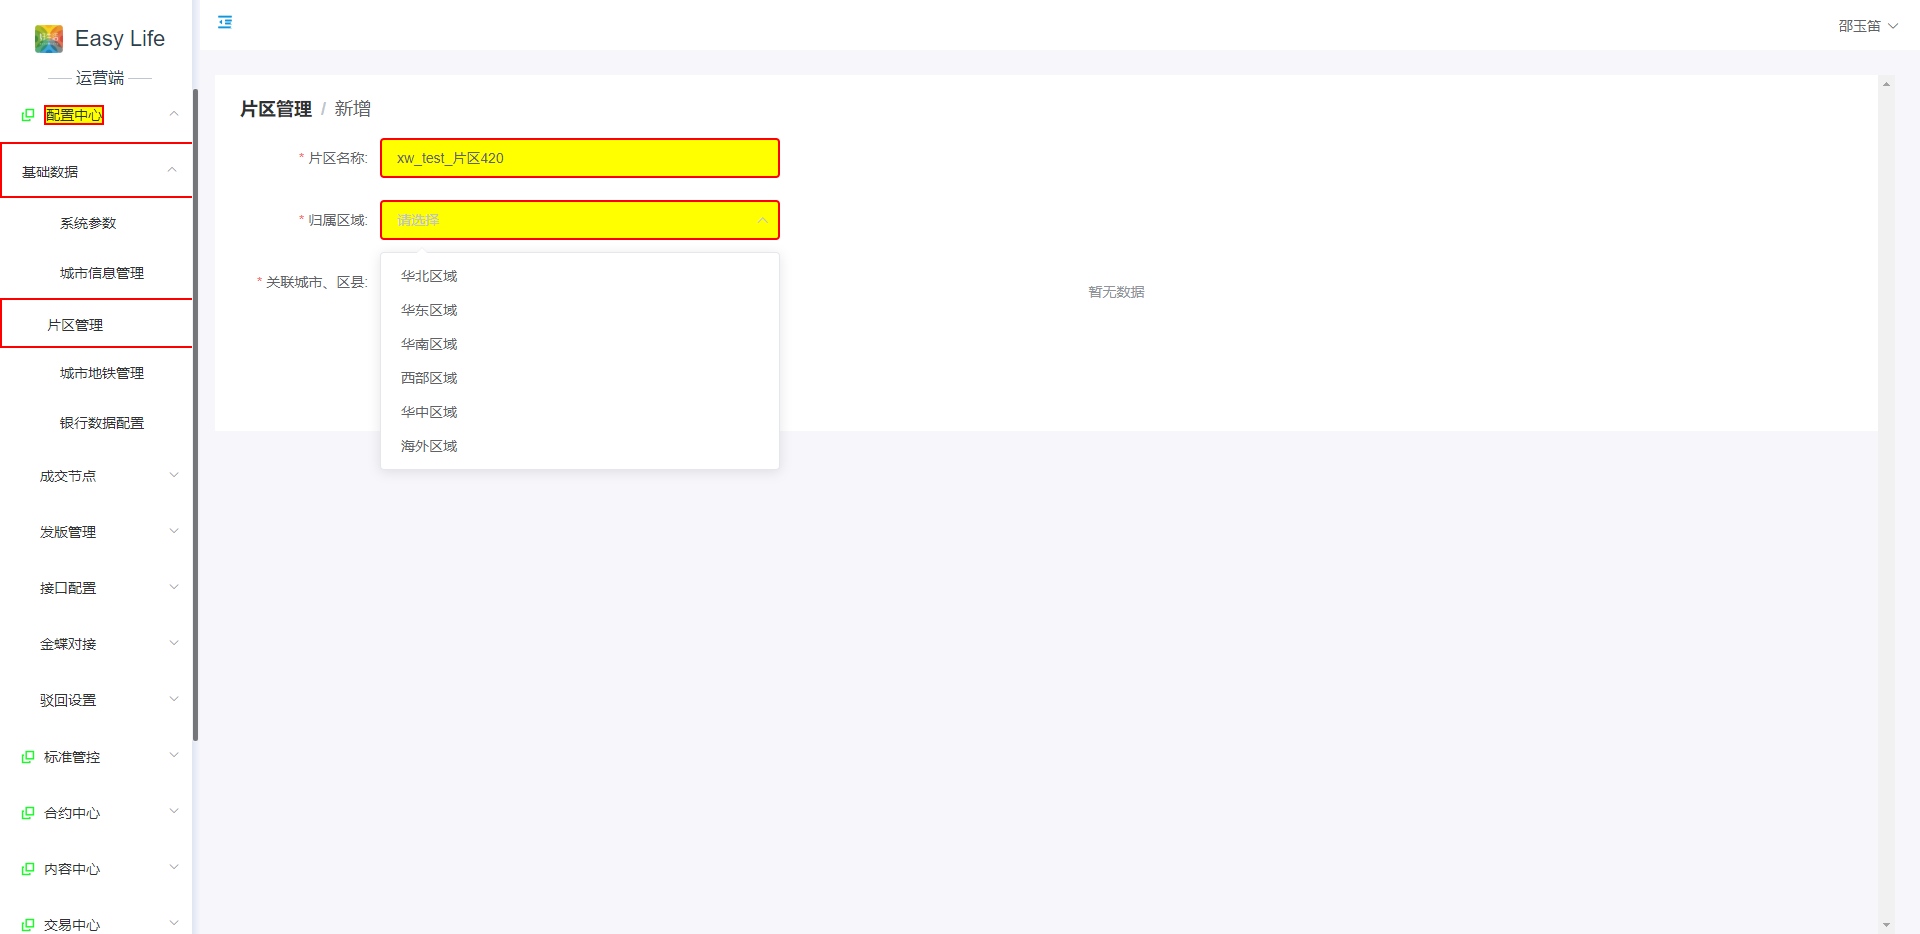 Easy Life
运营端
配置中心
基础数据
系统参数
城市信息管理
片区管理
城市地铁管理
银行数据配置
成交节点
发版管理
接口配置
金蝶对接
驳回设置
标准管控
合约中心
内容中心
交易中心
邵玉笛
片区管理 / 新增
* 片区名称: xw_test_片区420
* 归属区域: 请选择
* 关联城市、区县:
华北区域
华东区域
华南区域
西部区域
华中区域
海外区域
暂无数据